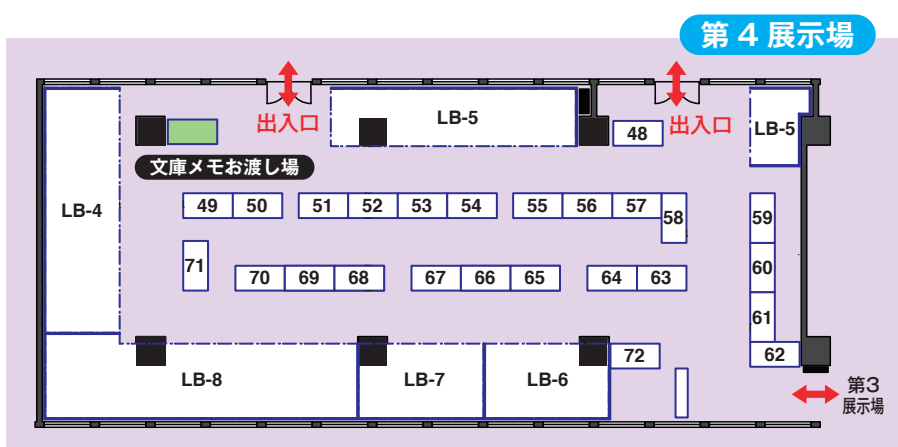 第 4 展示場
出入口
LB-5
48
出入口
LB-5
文庫メモお渡し場
LB-4
49 50 51 52 53 54 55 56 57 58 59
71
70 69 68 67 66 65 64 63
60
61
LB-8
LB-7
LB-6
72
62
第3
展示場